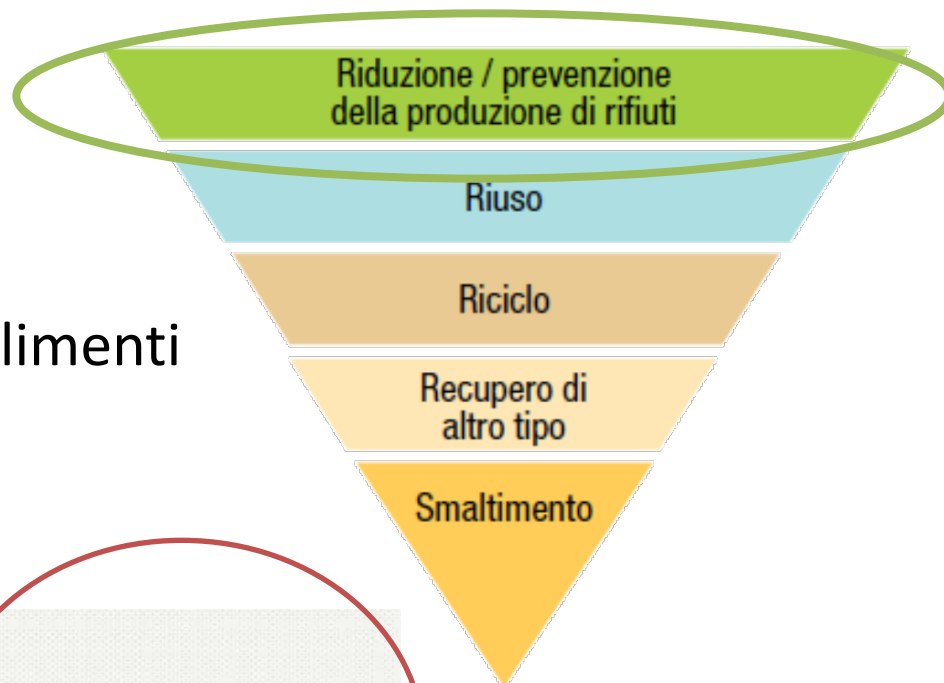 Riduzione / prevenzione
della produzione di rifiuti
Riuso
Riciclo
limenti
Recupero di
altro tipo
Smaltimento